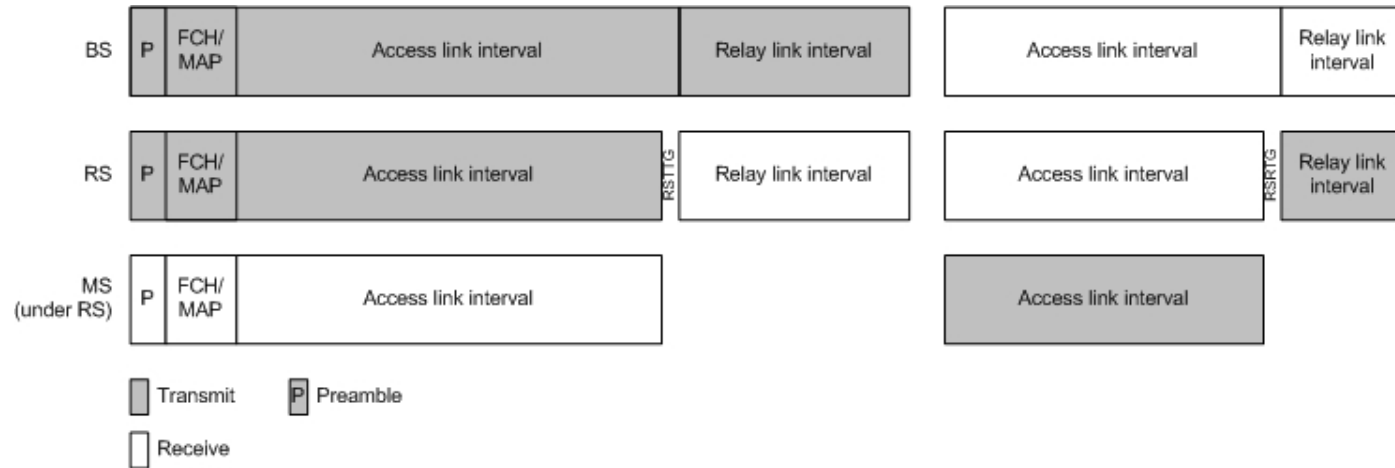 BS
P
FCH/
MAP
Access link interval
Relay link interval
Access link interval
Relay link
interval
RS
P
FCH/
MAP
Access link interval
RSTTG
Relay link interval
Access link interval
RSRTG
Relay link
interval
MS
(under RS)
P
FCH/
MAP
Access link interval
Access link interval
Transmit
P
Preamble
Receive